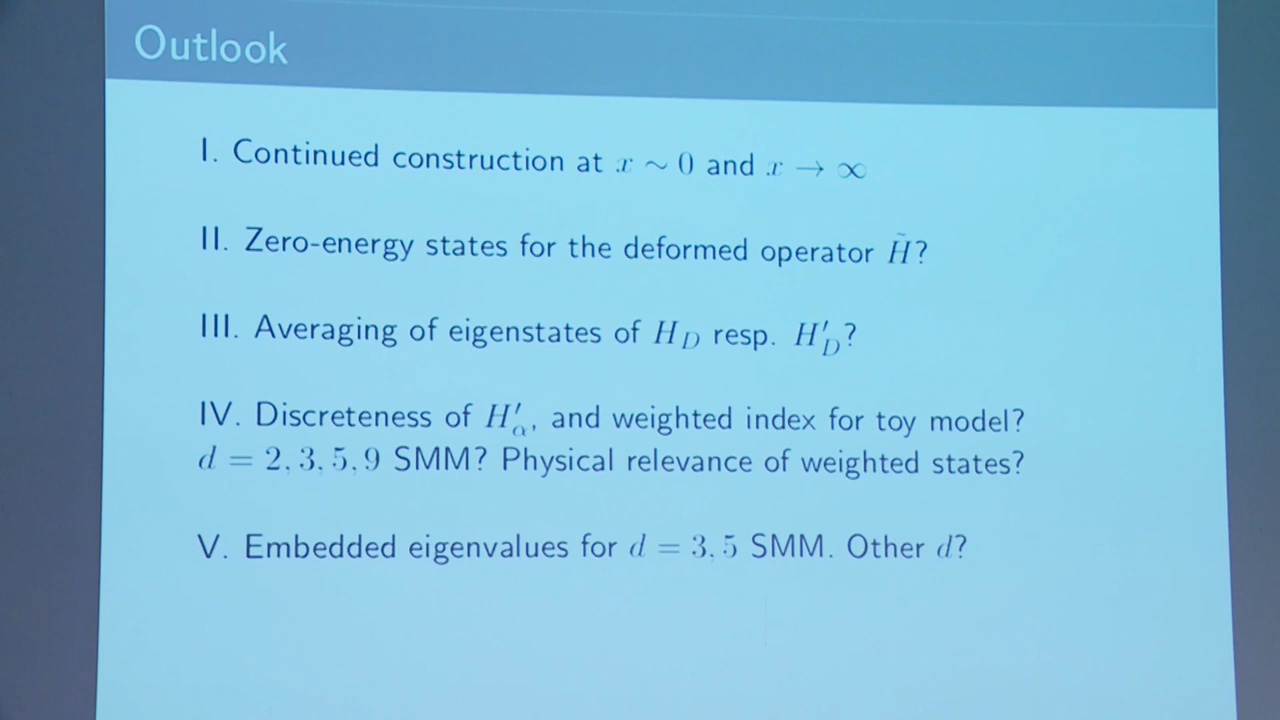 Outlook
I. Continued construction at x ∼ 0 and x → ∞
II. Zero-energy states for the deformed operator H̃?
III. Averaging of eigenstates of H_D resp. H′_D?
IV. Discreteness of H′_α, and weighted index for toy model?
d = 2, 3, 5, 9 SMM? Physical relevance of weighted states?
V. Embedded eigenvalues for d = 3, 5 SMM. Other d?